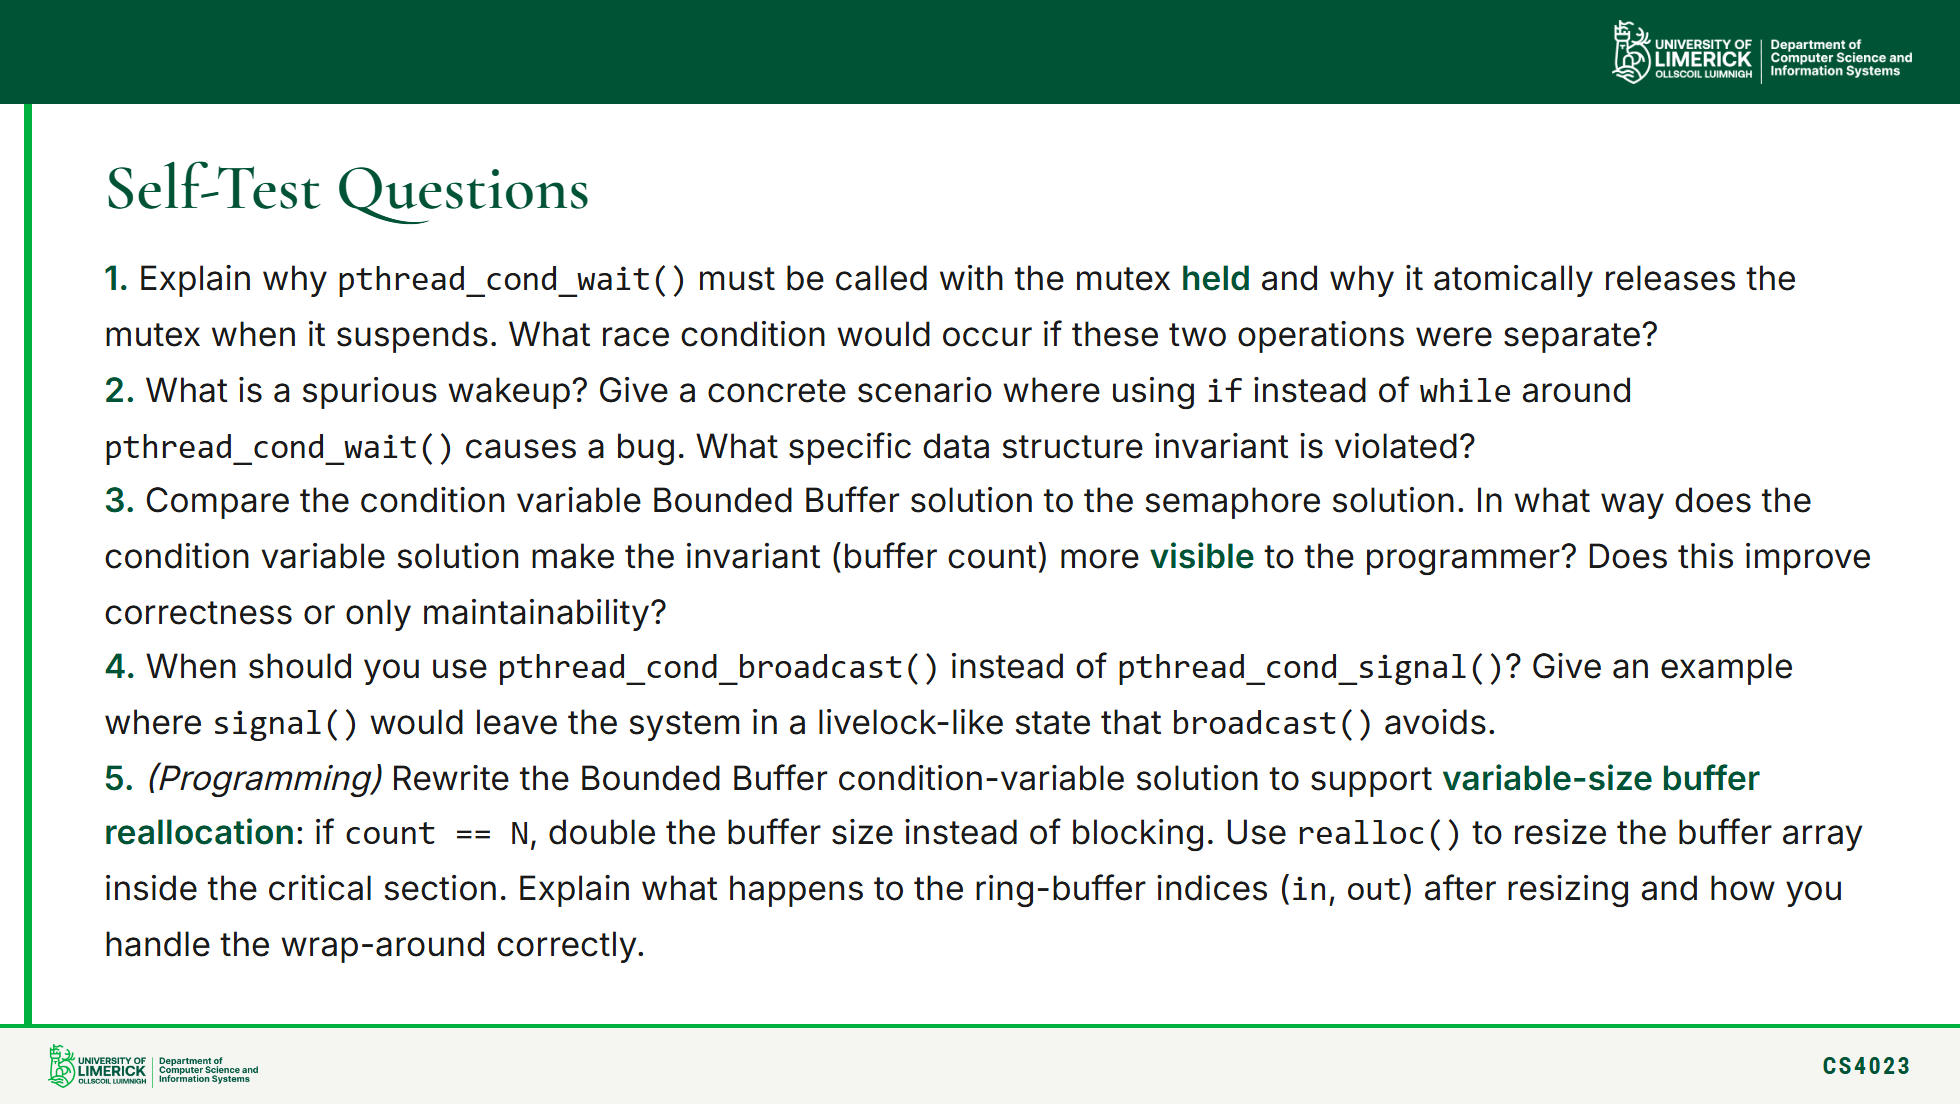 UNIVERSITY OF
LIMERICK
OLLSCOIL LUIMNIGH
Department of
Computer Science and
Information Systems
Self-Test Questions
1. Explain why pthread_cond_wait() must be called with the mutex held and why it atomically releases the
mutex when it suspends. What race condition would occur if these two operations were separate?
2. What is a spurious wakeup? Give a concrete scenario where using if instead of while around
pthread_cond_wait() causes a bug. What specific data structure invariant is violated?
3. Compare the condition variable Bounded Buffer solution to the semaphore solution. In what way does the
condition variable solution make the invariant (buffer count) more visible to the programmer? Does this improve
correctness or only maintainability?
4. When should you use pthread_cond_broadcast() instead of pthread_cond_signal()? Give an example
where signal() would leave the system in a livelock-like state that broadcast() avoids.
5. (Programming) Rewrite the Bounded Buffer condition-variable solution to support variable-size buffer
reallocation: if count == N, double the buffer size instead of blocking. Use realloc() to resize the buffer array
inside the critical section. Explain what happens to the ring-buffer indices (in, out) after resizing and how you
handle the wrap-around correctly.
UNIVERSITY OF
LIMERICK
OLLSCOIL LUIMNIGH
Department of
Computer Science and
Information Systems
CS4023